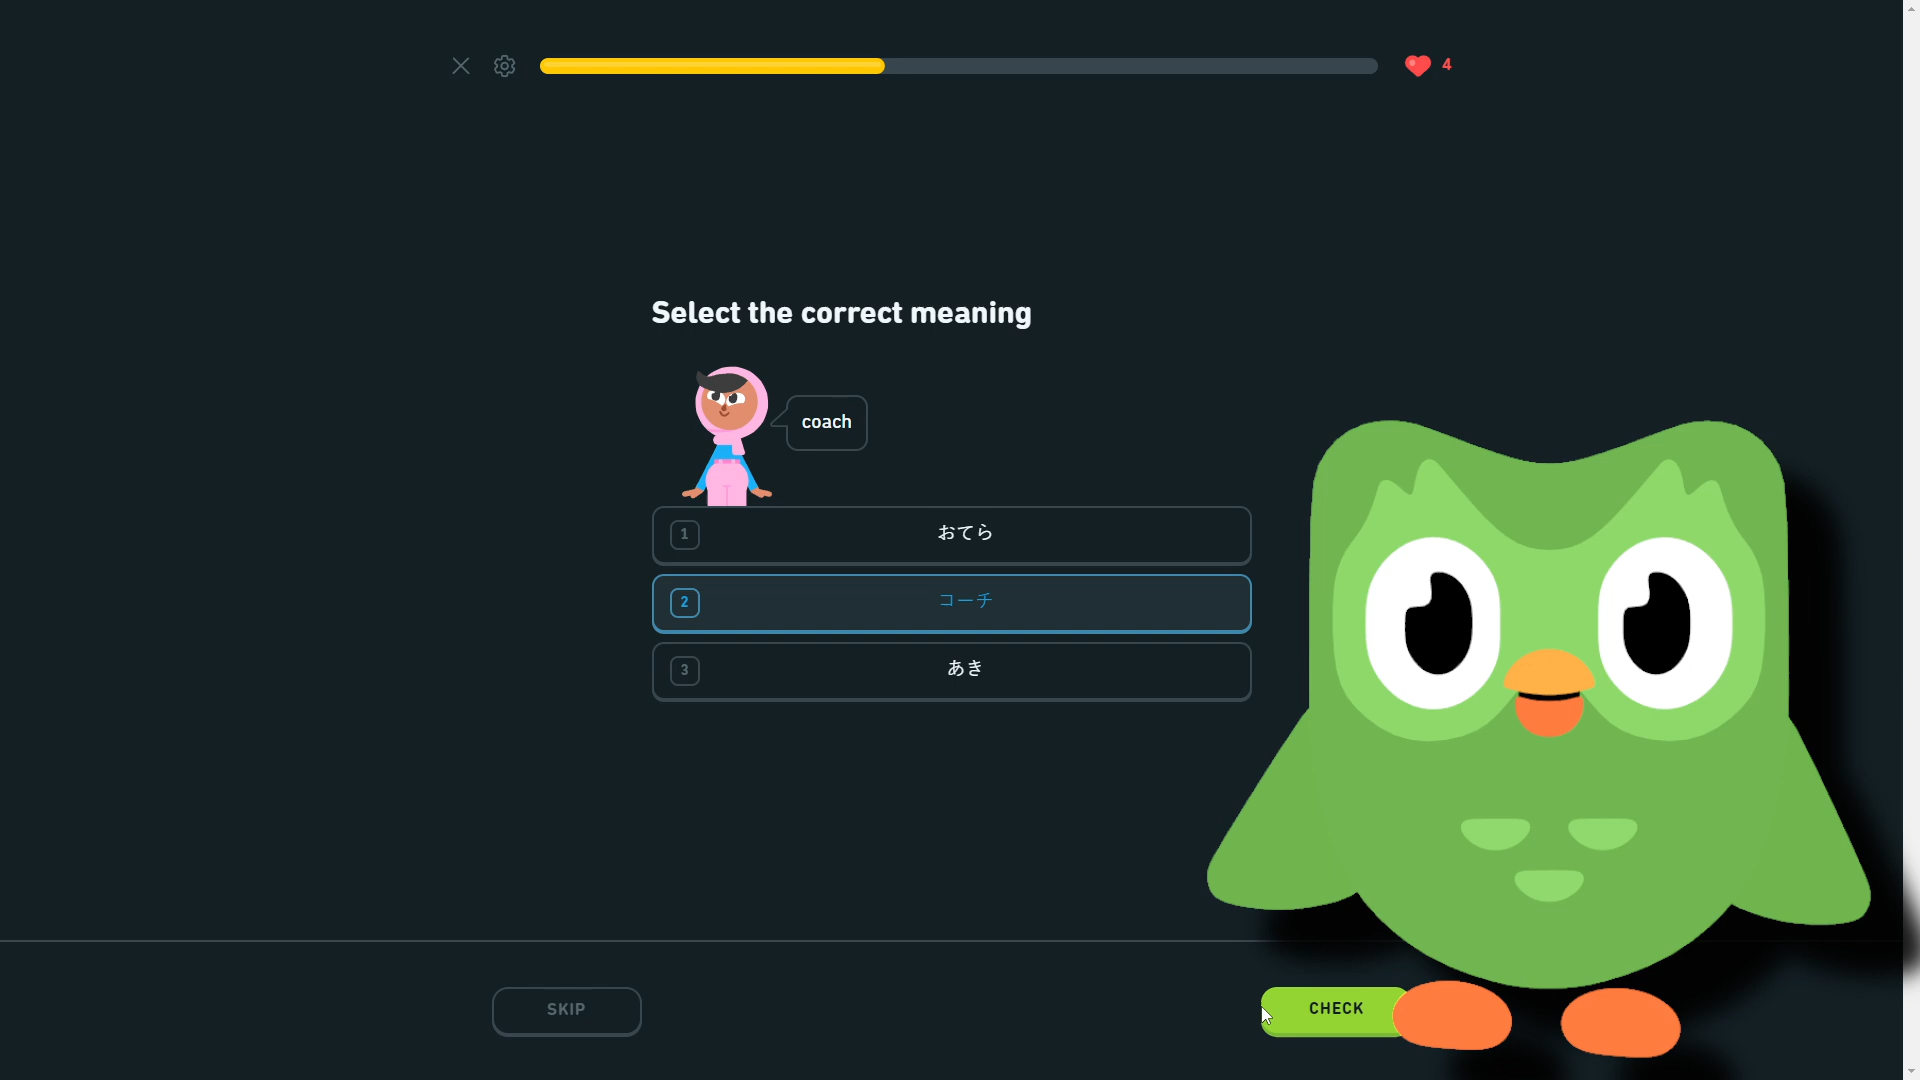 4
Select the correct meaning
coach
1 おてら
2 コーチ
3 あき
SKIP
CHECK